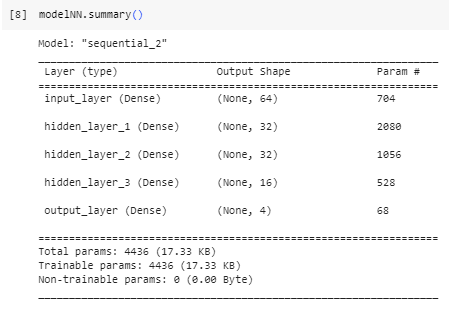 [8] modelNN.summary()
Model: "sequential_2"
_________________________________________________________________
Layer (type) Output Shape Param #
=================================================================
input_layer (Dense) (None, 64) 704
hidden_layer_1 (Dense) (None, 32) 2080
hidden_layer_2 (Dense) (None, 32) 1056
hidden_layer_3 (Dense) (None, 16) 528
output_layer (Dense) (None, 4) 68
=================================================================
Total params: 4436 (17.33 KB)
Trainable params: 4436 (17.33 KB)
Non-trainable params: 0 (0.00 Byte)
_________________________________________________________________